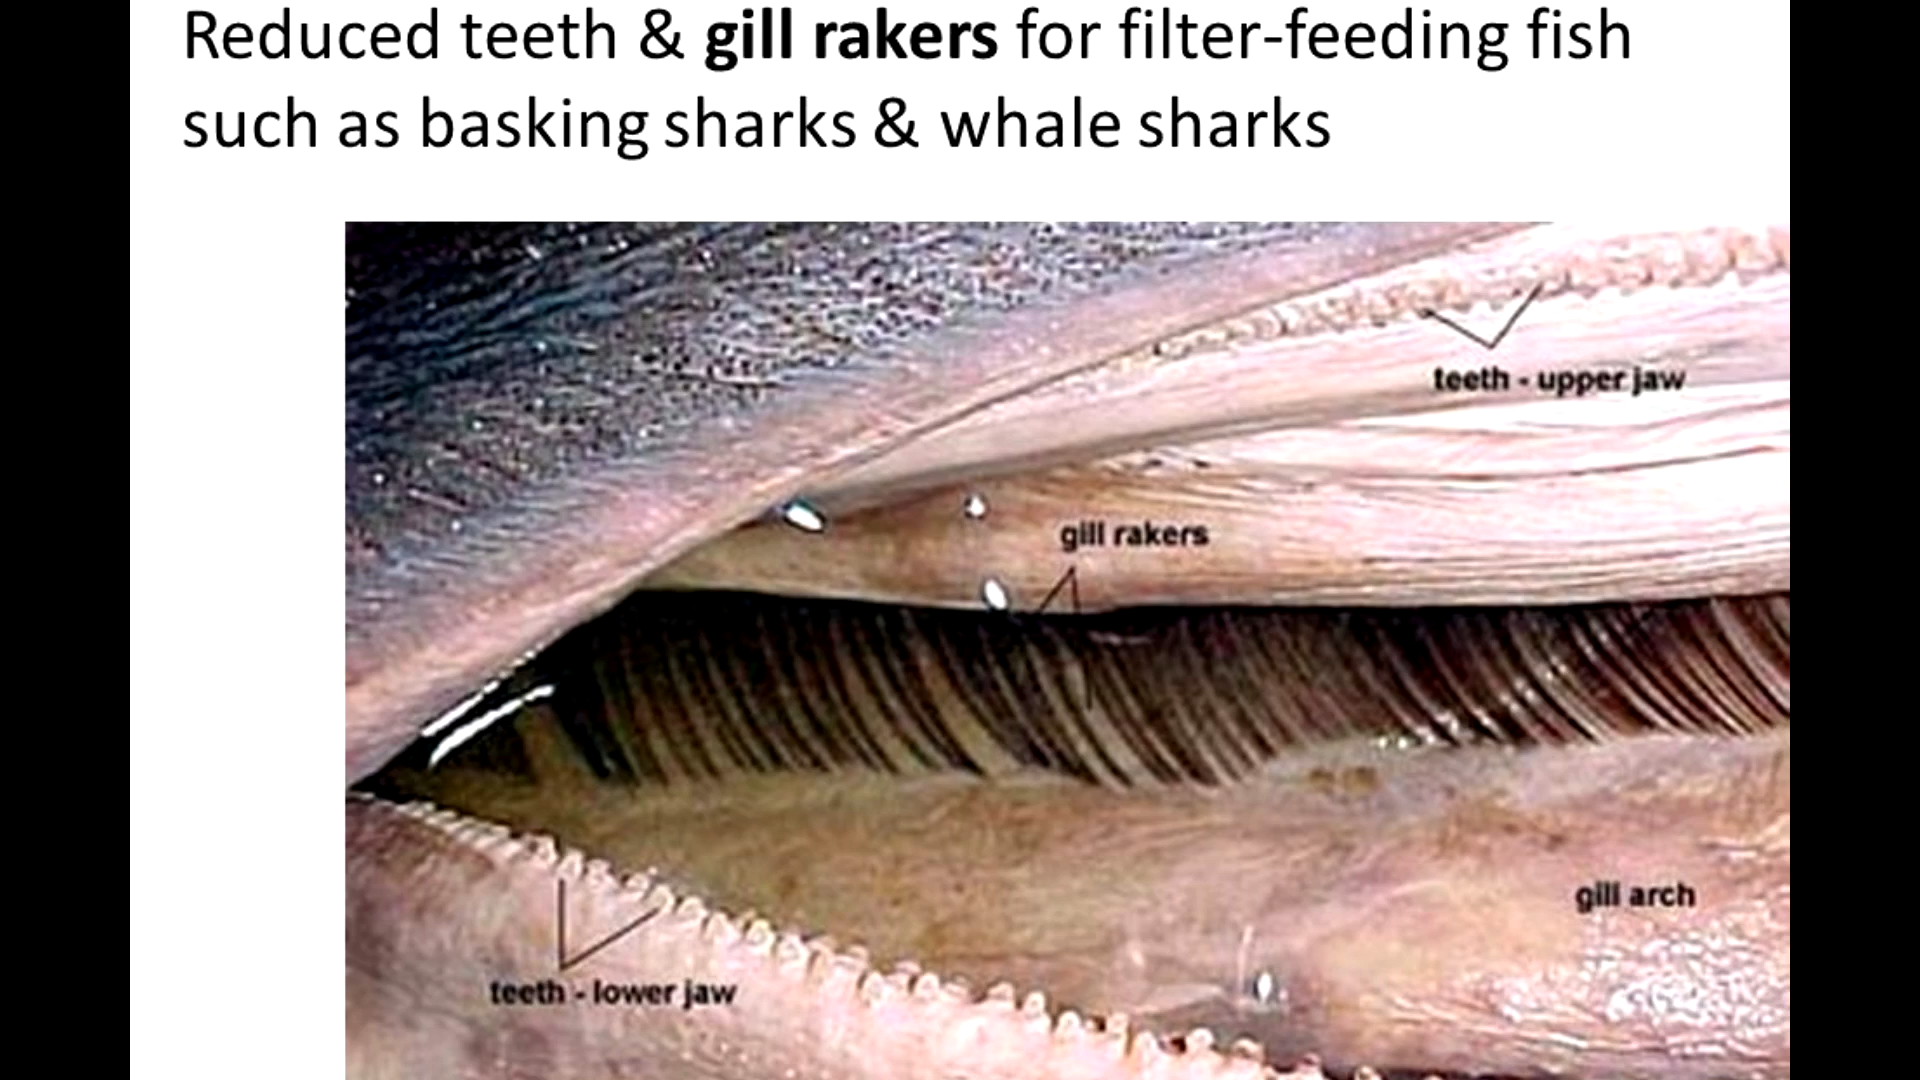 Reduced teeth & gill rakers for filter-feeding fish
such as basking sharks & whale sharks
teeth - upper jaw
gill rakers
gill arch
teeth - lower jaw